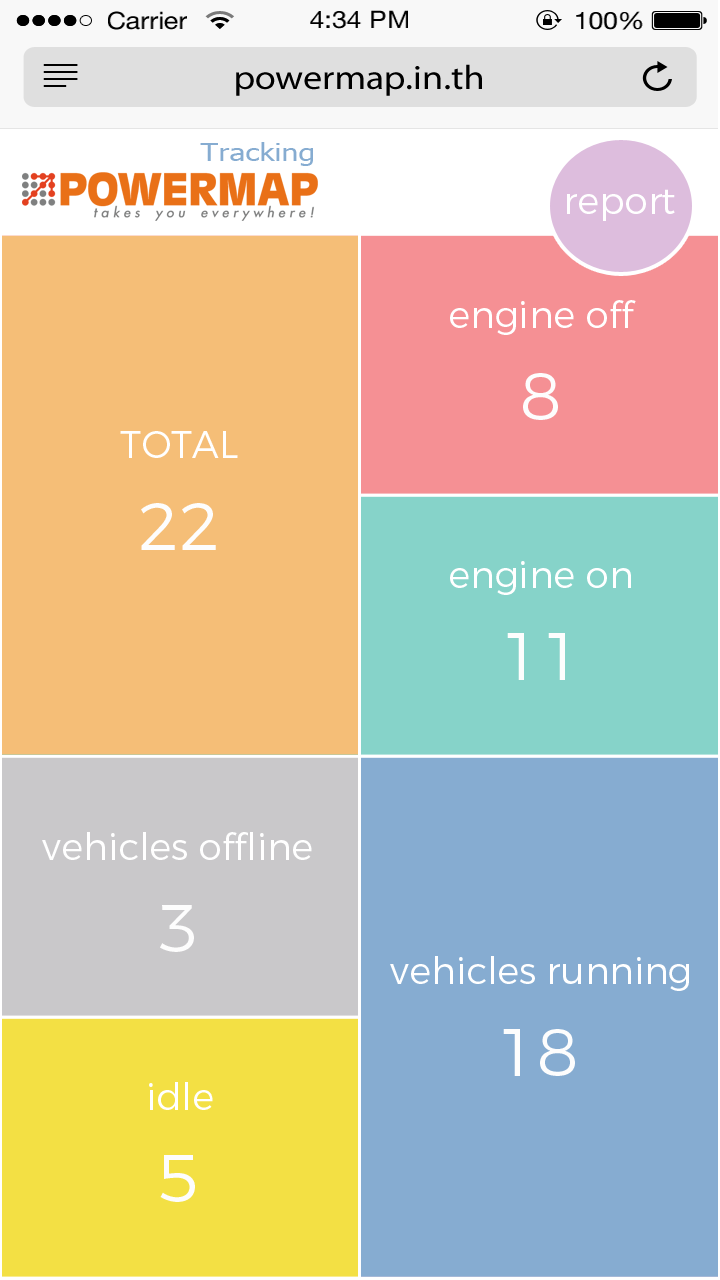 Carrier 4:34 PM 100%
powermap.in.th
Tracking
POWERMAP
takes you everywhere!
report
TOTAL
22
engine off
8
engine on
11
vehicles offline
3
vehicles running
18
idle
5